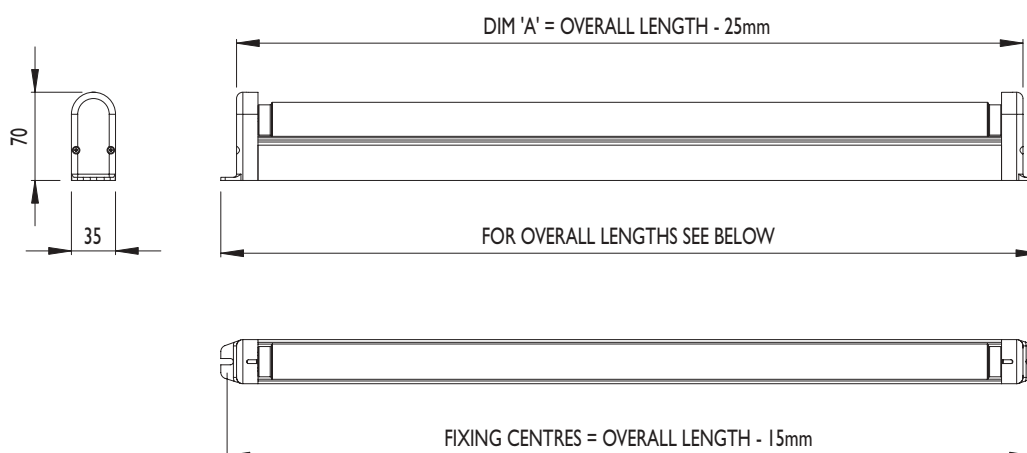 DIM 'A' = OVERALL LENGTH - 25mm
70
35
FOR OVERALL LENGTHS SEE BELOW
FIXING CENTRES = OVERALL LENGTH - 15mm